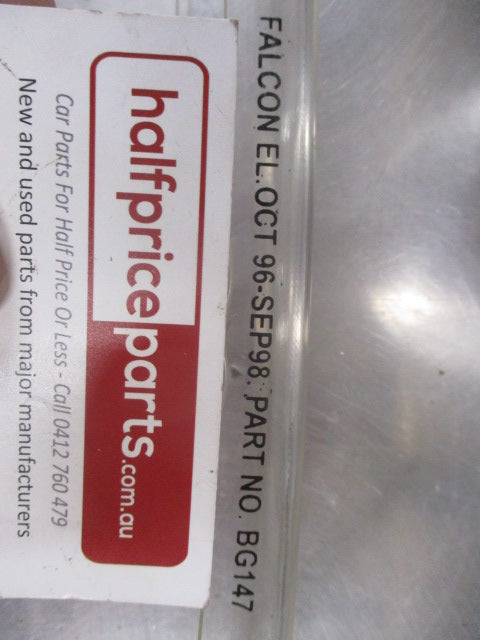 FALCON EL.OCT 96-SEP98. PART NO. BG147
halfpriceparts.com.au
Car Parts For Half Price Or Less - Call 0412 760 479
New and used parts from major manufacturers